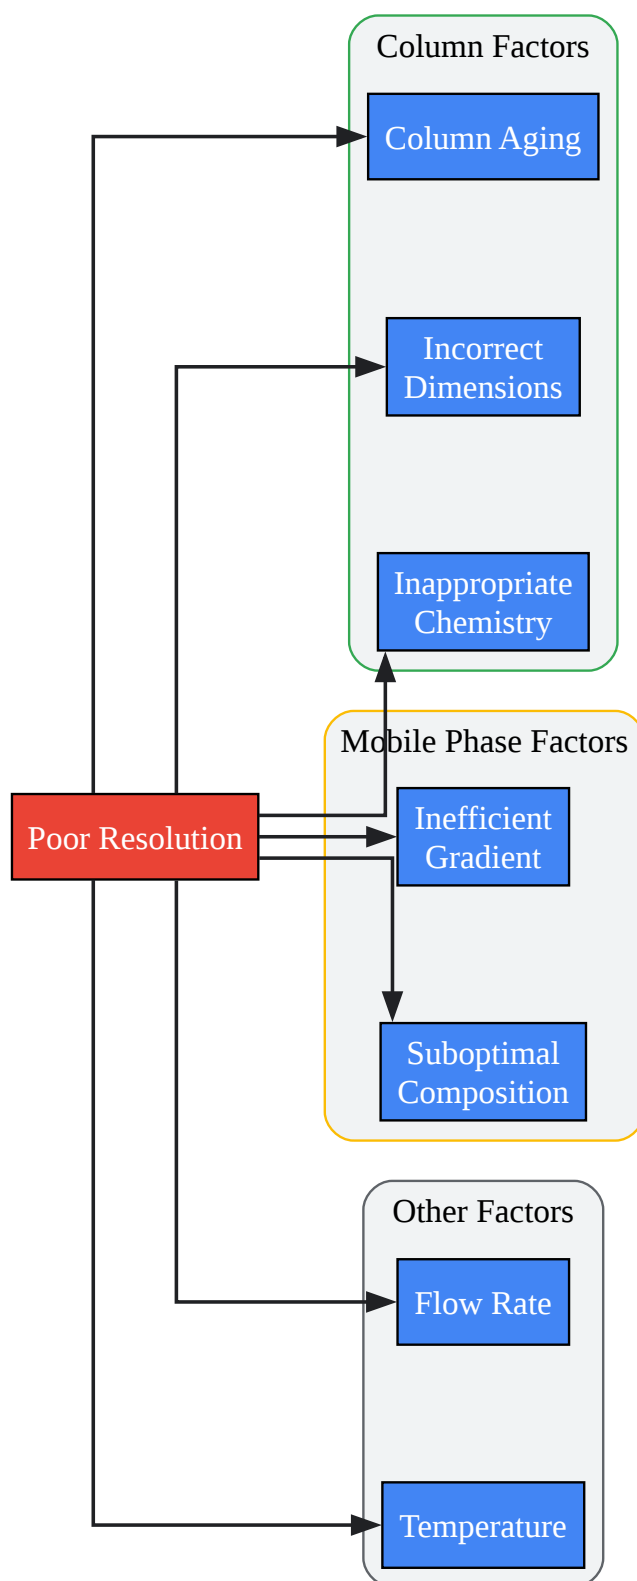 Column Factors
Column Aging
Incorrect
Dimensions
Inappropriate
Chemistry
Mobile Phase Factors
Inefficient
Gradient
Poor Resolution
Suboptimal
Composition
Other Factors
Flow Rate
Temperature